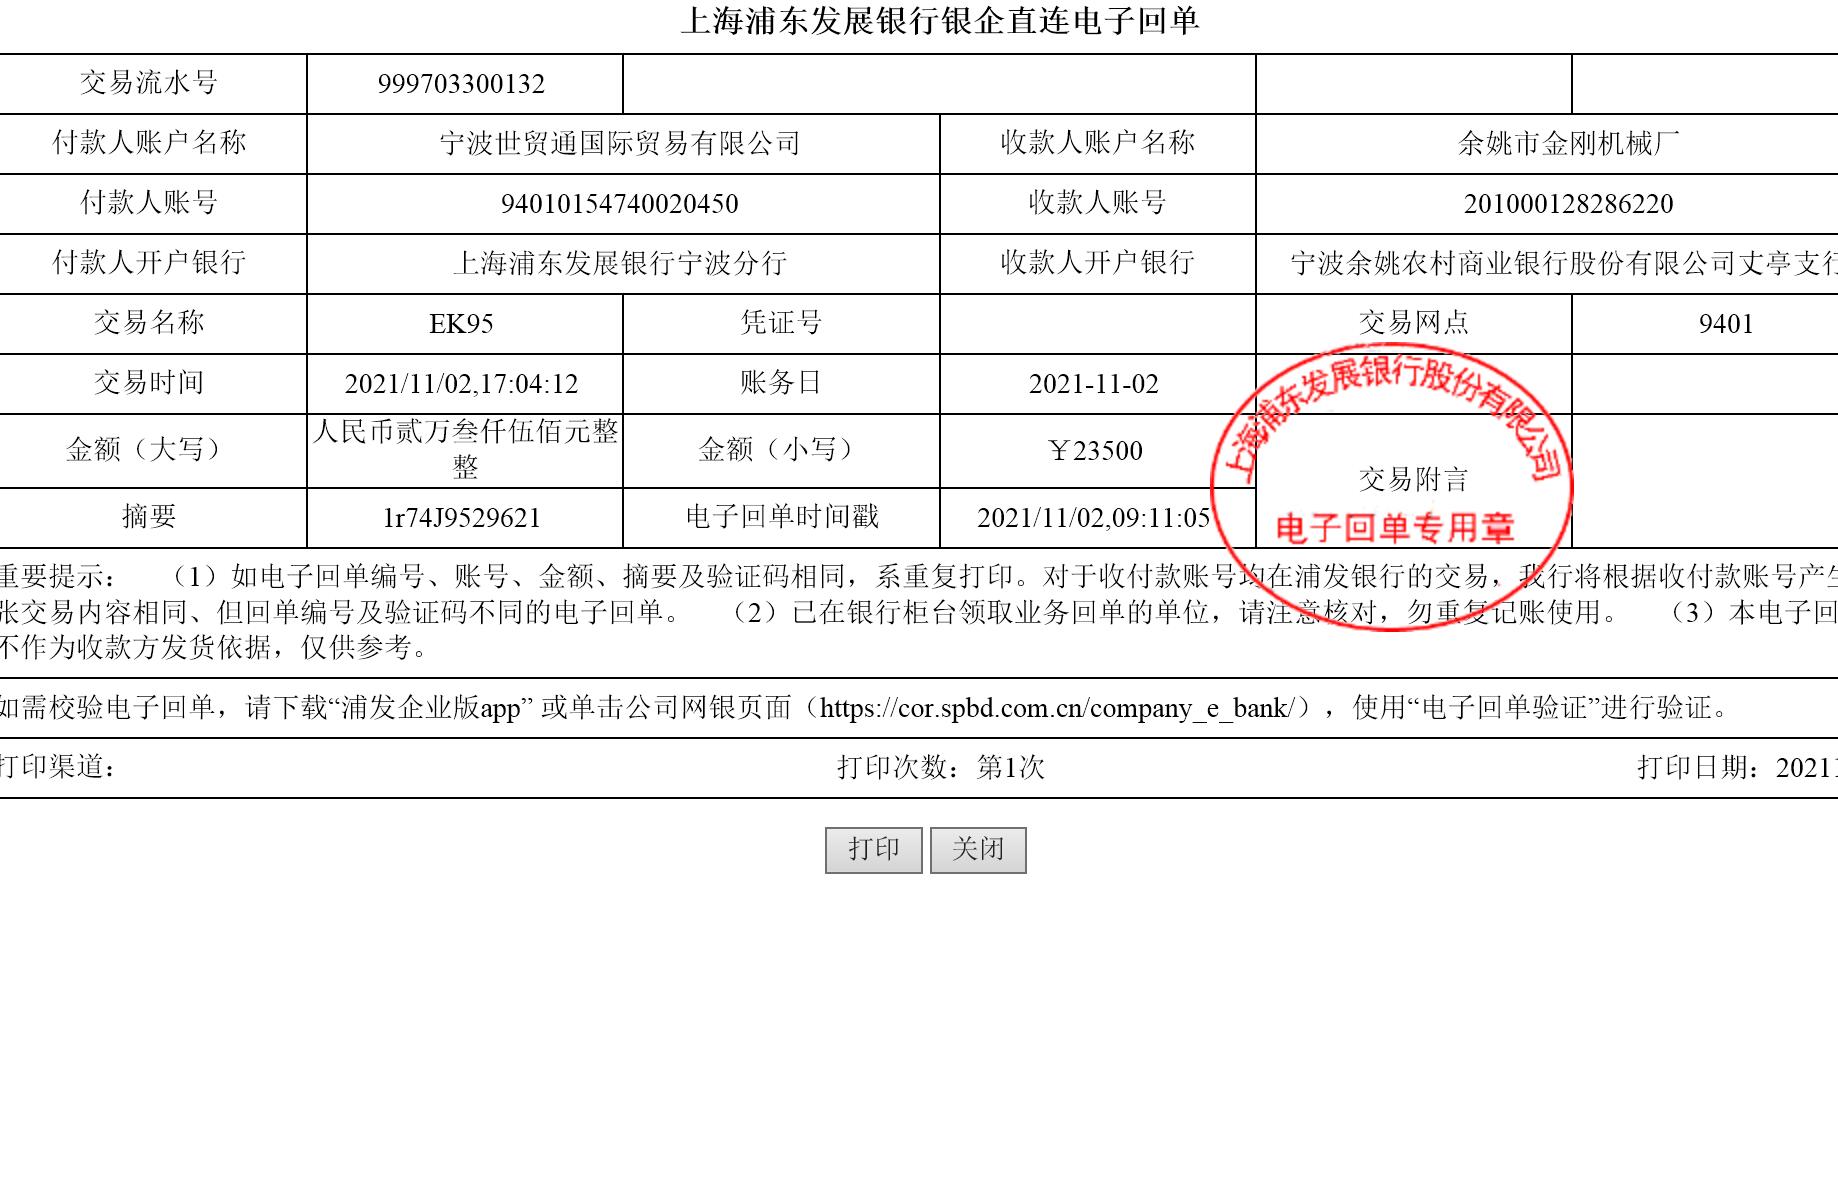 上海浦东发展银行银企直连电子回单
交易流水号 999703300132
付款人账户名称 宁波世贸通国际贸易有限公司 收款人账户名称 余姚市金刚机械厂
付款人账号 94010154740020450 收款人账号 201000128286220
付款人开户银行 上海浦东发展银行宁波分行 收款人开户银行 宁波余姚农村商业银行股份有限公司丈亭支行
交易名称 EK95 凭证号 交易网点 9401
交易时间 2021/11/02,17:04:12 账务日 2021-11-02
金额（大写） 人民币贰万叁仟伍佰元整
整 金额（小写） ￥23500
交易附言
摘要 1r74J9529621 电子回单时间戳 2021/11/02,09:11:05
上海浦东发展银行股份有限公司
电子回单专用章
重要提示： （1）如电子回单编号、账号、金额、摘要及验证码相同，系重复打印。对于收付款账号均在浦发银行的交易，我行将根据收付款账号产生
张交易内容相同、但回单编号及验证码不同的电子回单。 （2）已在银行柜台领取业务回单的单位，请注意核对，勿重复记账使用。 （3）本电子回
不作为收款方发货依据，仅供参考。
如需校验电子回单，请下载“浦发企业版app” 或单击公司网银页面（https://cor.spbd.com.cn/company_e_bank/），使用“电子回单验证”进行验证。
打印渠道： 打印次数：第1次 打印日期：20211
打印 关闭